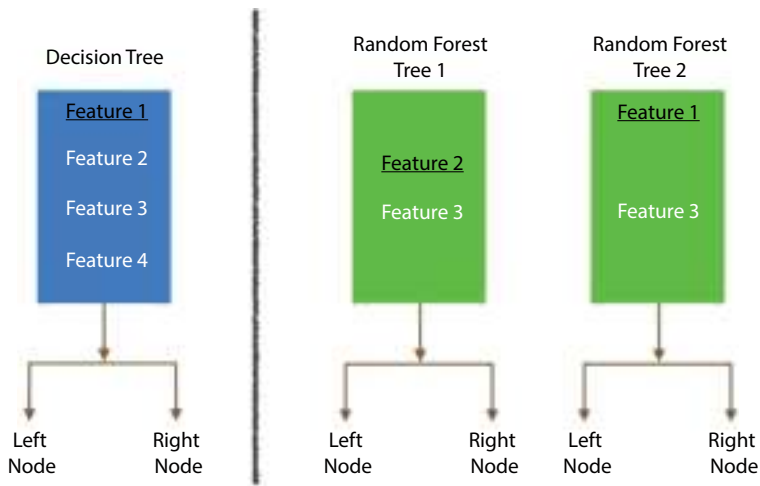 Decision Tree
Feature 1
Feature 2
Feature 3
Feature 4
Left
Node
Right
Node
Random Forest
Tree 1
Feature 2
Feature 3
Left
Node
Right
Node
Random Forest
Tree 2
Feature 1
Feature 3
Left
Node
Right
Node